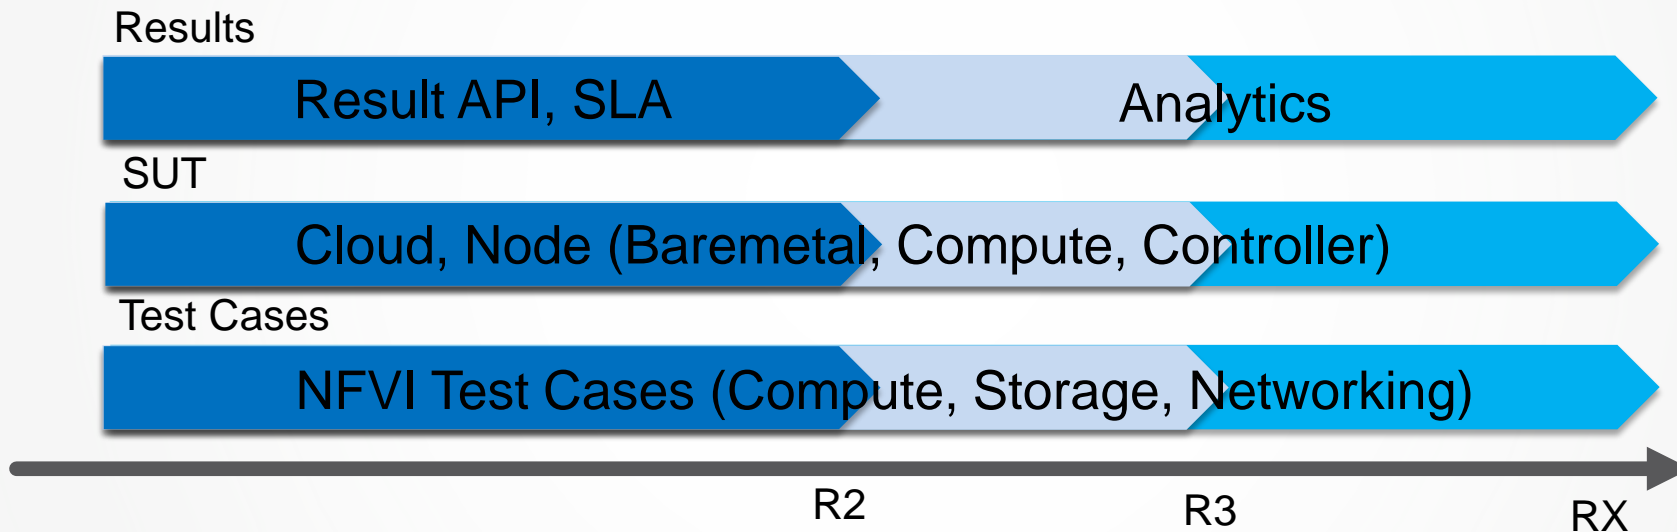 Results
Result API, SLA
Analytics
SUT
Cloud, Node (Baremetal, Compute, Controller)
Test Cases
NFVI Test Cases (Compute, Storage, Networking)
R2
R3
RX